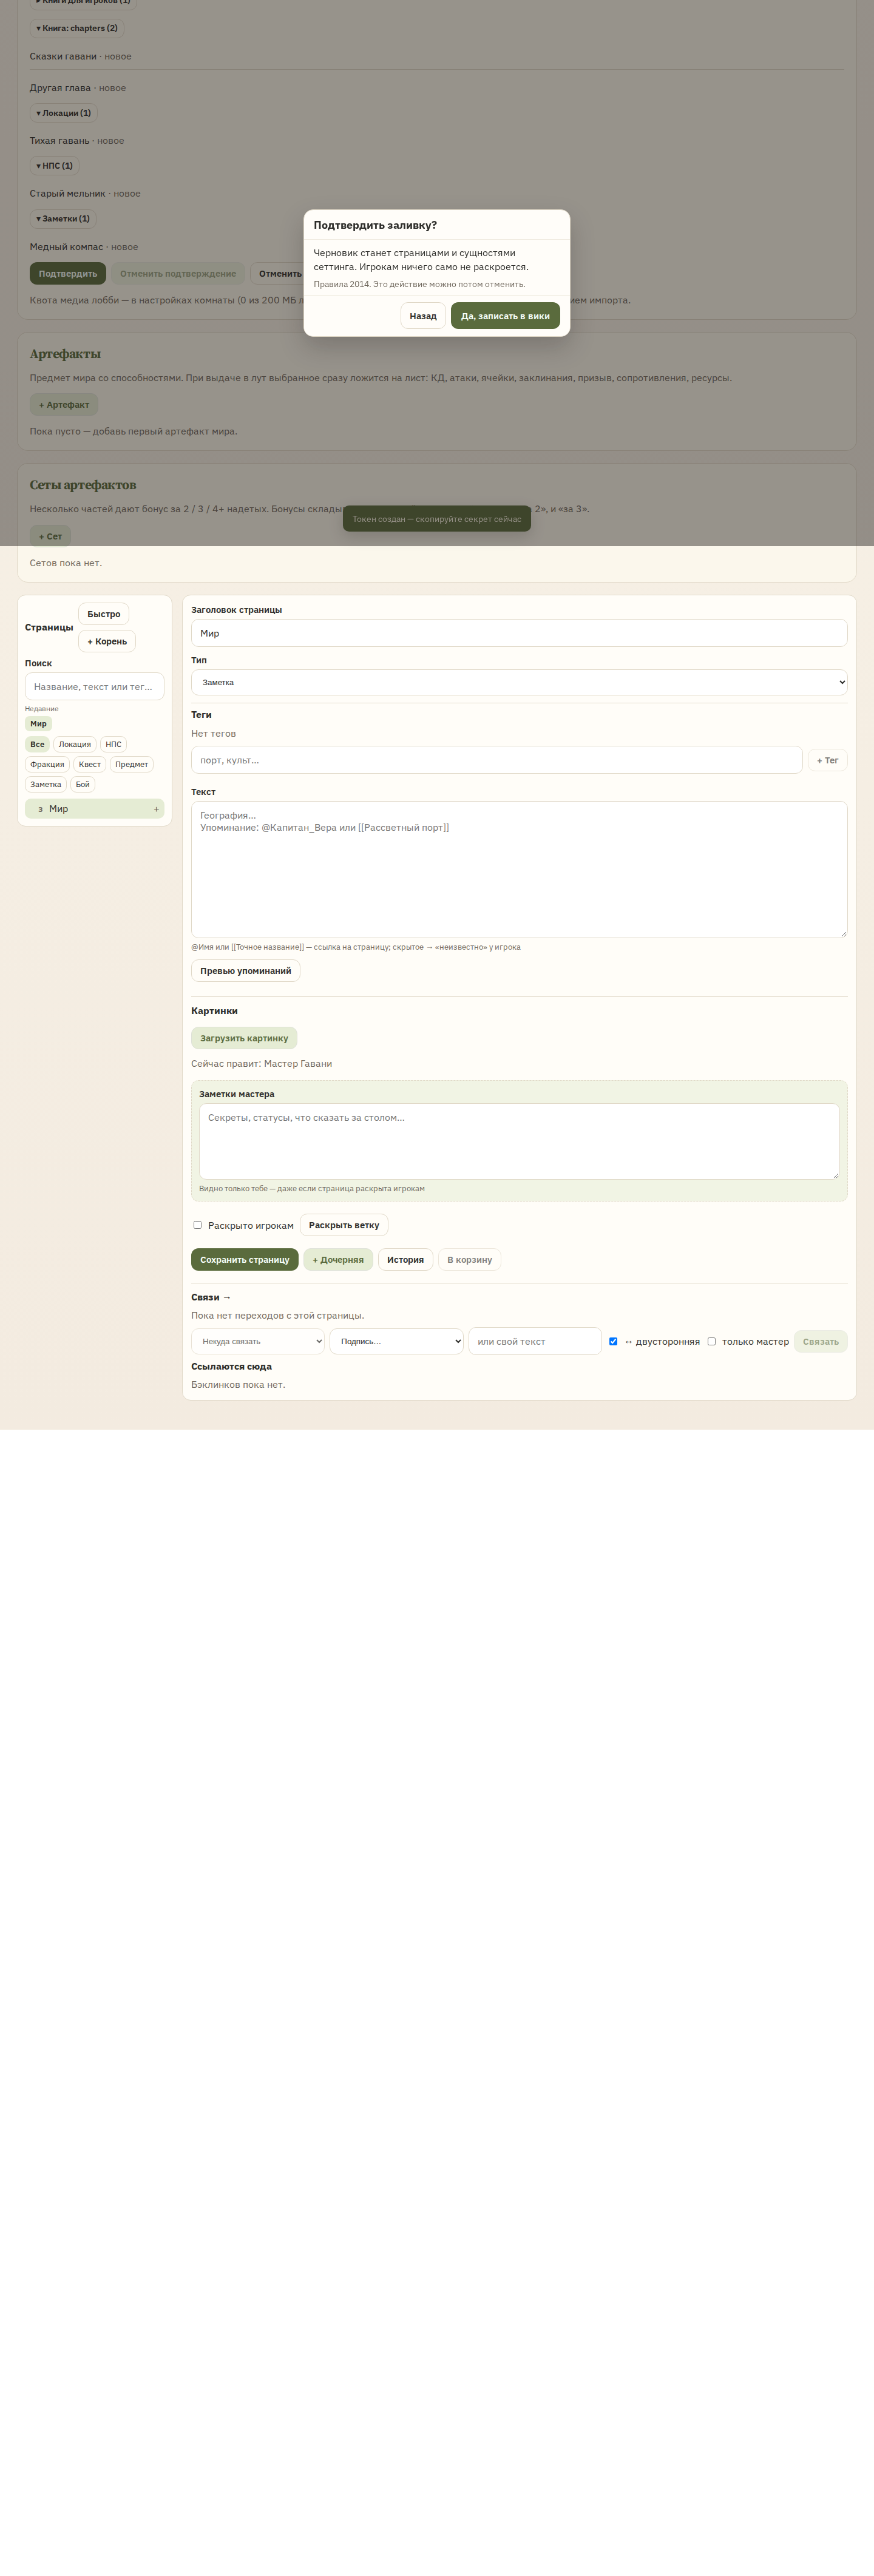 ▸ Книги для игроков (1)
▾ Книга: chapters (2)
Сказки гавани · новое
Другая глава · новое
▾ Локации (1)
Тихая гавань · новое
▾ НПС (1)
Старый мельник · новое
▾ Заметки (1)
Медный компас · новое
Подтвердить
Отменить подтверждение
Отменить
Квота медиа лобби — в настройках комнаты (0 из 200 МБ
ием импорта.
Подтвердить заливку?
Черновик станет страницами и сущностями
сеттинга. Игрокам ничего само не раскроется.
Правила 2014. Это действие можно потом отменить.
Назад
Да, записать в вики
Артефакты
Предмет мира со способностями. При выдаче в лут выбранное сразу ложится на лист: КД, атаки, ячейки, заклинания, призыв, сопротивления, ресурсы.
+ Артефакт
Пока пусто — добавь первый артефакт мира.
Сеты артефактов
Несколько частей дают бонус за 2 / 3 / 4+ надетых. Бонусы
2», и «за 3».
Токен создан — скопируйте секрет сейчас
+ Сет
Сетов пока нет.
Страницы
Быстро
+ Корень
Поиск
Название, текст или тег...
Недавние
Мир
Все
Локация
НПС
Фракция
Квест
Предмет
Заметка
Бой
з Мир +
Заголовок страницы
Мир
Тип
Заметка
Теги
Нет тегов
порт, культ...
+ Тег
Текст
География...
Упоминание: @Капитан_Вера или [[Рассветный порт]]
@Имя или [[Точное название]] — ссылка на страницу; скрытое → «неизвестно» у игрока
Превью упоминаний
Картинки
Загрузить картинку
Сейчас правит: Мастер Гавани
Заметки мастера
Секреты, статусы, что сказать за столом...
Видно только тебе — даже если страница раскрыта игрокам
Раскрыто игрокам
Раскрыть ветку
Сохранить страницу
+ Дочерняя
История
В корзину
Связи →
Пока нет переходов с этой страницы.
Некуда связать
Подпись...
или свой текст
↔ двусторонняя
только мастер
Связать
Ссылаются сюда
Бэклинков пока нет.